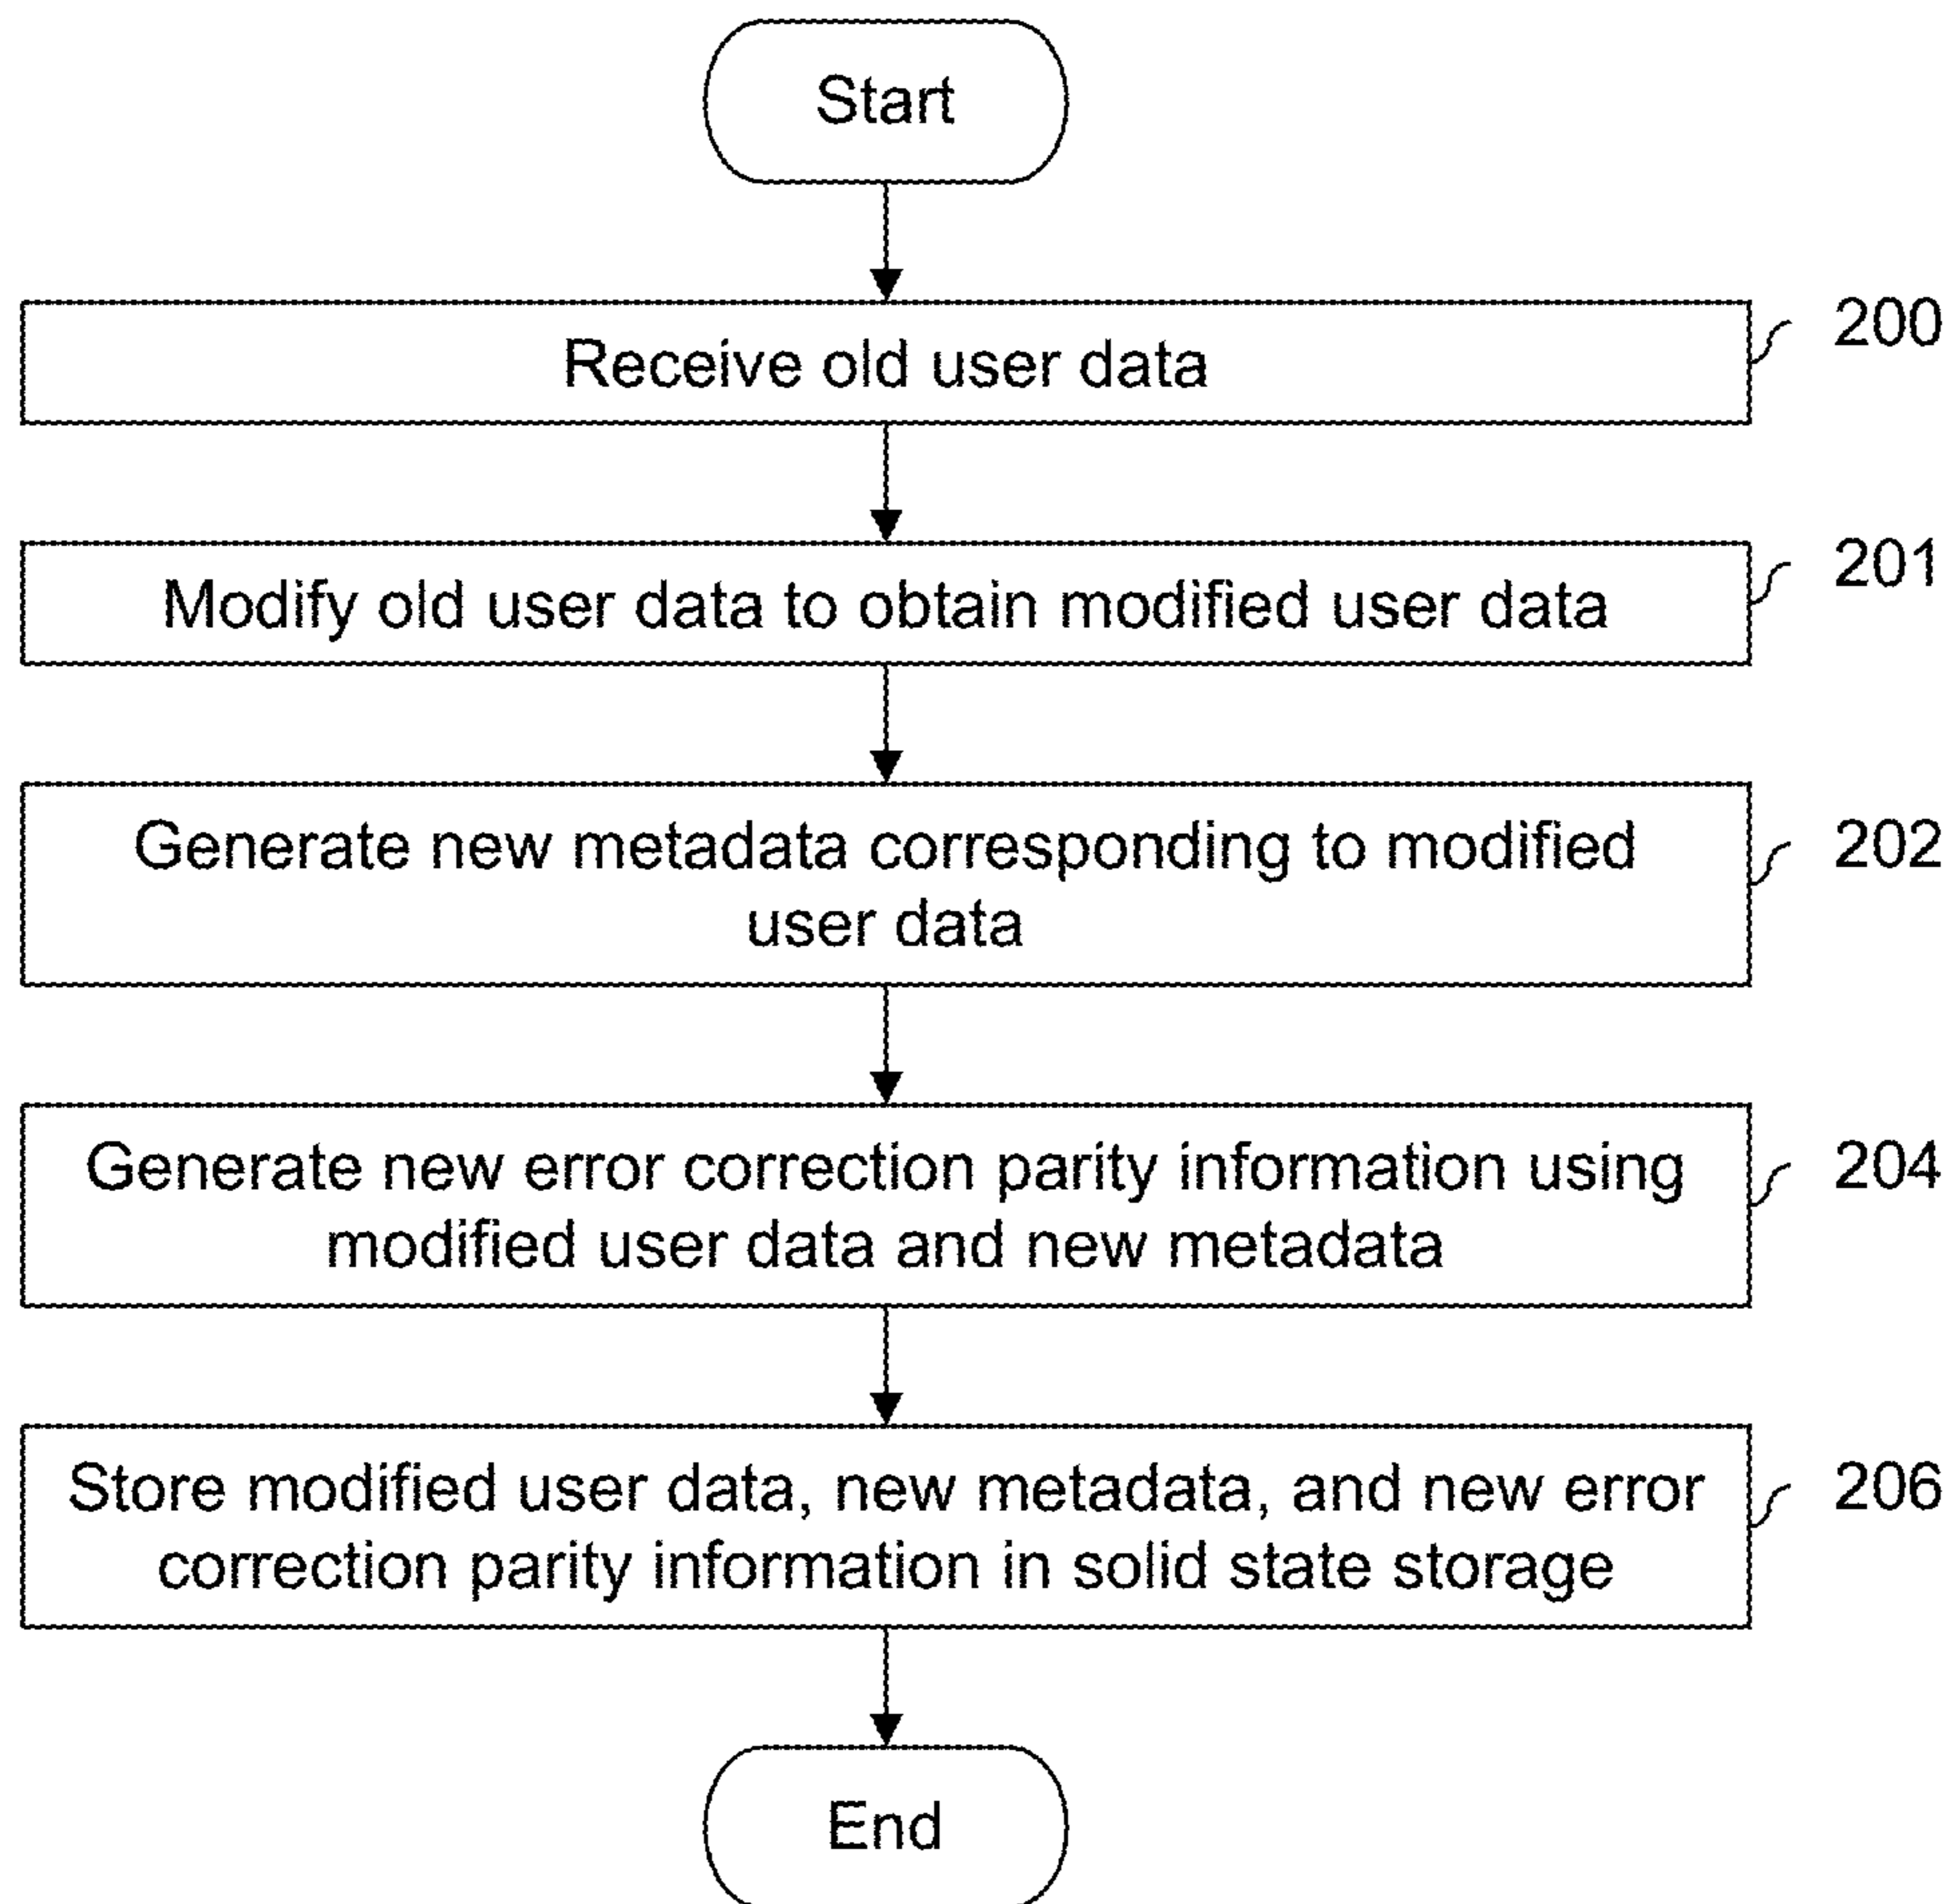 Start
Receive old user data
200
Modify old user data to obtain modified user data
201
Generate new metadata corresponding to modified
user data
202
Generate new error correction parity information using
modified user data and new metadata
204
Store modified user data, new metadata, and new error
correction parity information in solid state storage
206
End